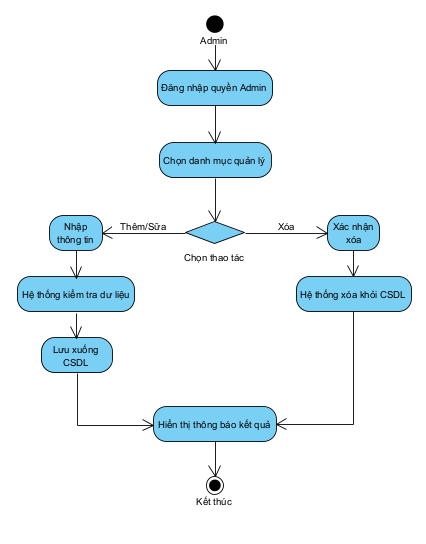 Admin
Đăng nhập quyền Admin
Chọn danh mục quản lý
Thêm/Sữa
Xóa
Nhập
thông tin
Xác nhận
xóa
Chọn thao tác
Hệ thống kiểm tra dư liệu
Hệ thống xóa khỏi CSDL
Lưu xuống
CSDL
Hiển thị thông báo kết quả
Kết thúc